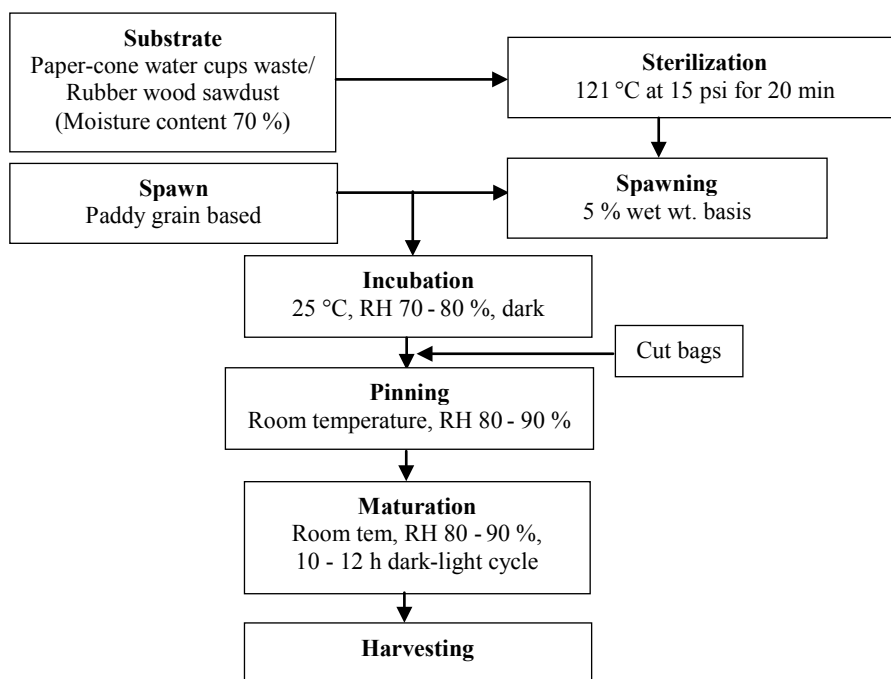 Substrate
Paper-cone water cups waste/
Rubber wood sawdust
(Moisture content 70 %)
Sterilization
121 °C at 15 psi for 20 min
Spawn
Paddy grain based
Spawning
5 % wet wt. basis
Incubation
25 °C, RH 70 - 80 %, dark
Cut bags
Pinning
Room temperature, RH 80 - 90 %
Maturation
Room tem, RH 80 - 90 %,
10 - 12 h dark-light cycle
Harvesting